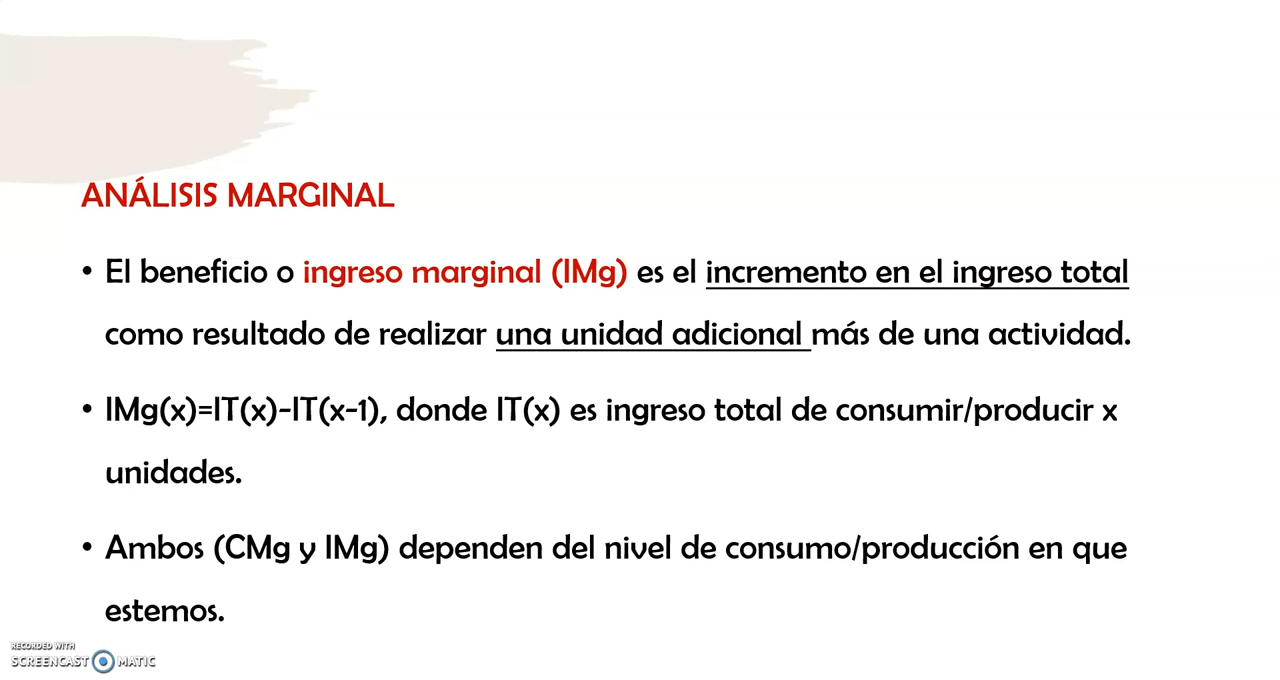 ANÁLISIS MARGINAL
• El beneficio o ingreso marginal (IMg) es el incremento en el ingreso total
como resultado de realizar una unidad adicional más de una actividad.
• IMg(x)=IT(x)-IT(x-1), donde IT(x) es ingreso total de consumir/producir x
unidades.
• Ambos (CMg y IMg) dependen del nivel de consumo/producción en que
estemos.
RECORDED WITH
SCREENCAST MATIC